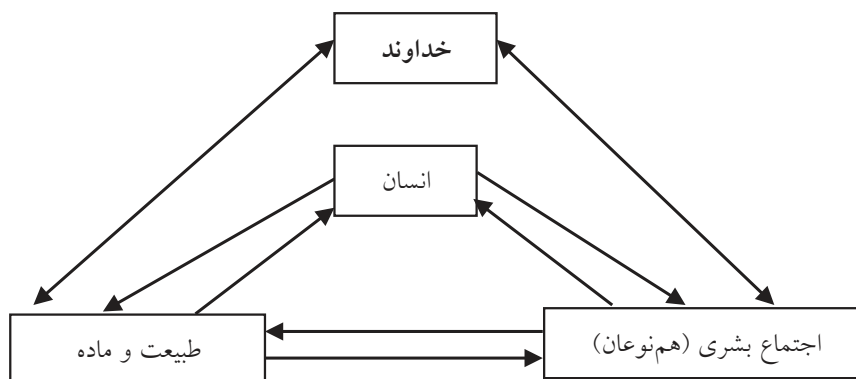 خداوند
انسان
اجتماع بشری (هم‌نوعان)
طبیعت و ماده